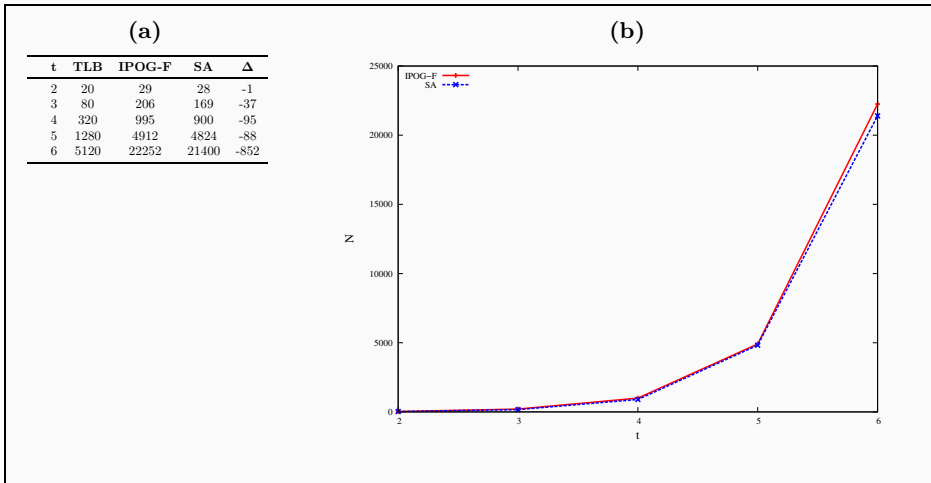 (a)
t TLB IPOG-F SA Δ
2 20 29 28 -1
3 80 206 169 -37
4 320 995 900 -95
5 1280 4912 4824 -88
6 5120 22252 21400 -852
(b)
IPOG-F
SA
25000
20000
15000
10000
5000
0
N
2 3 4 5 6
t